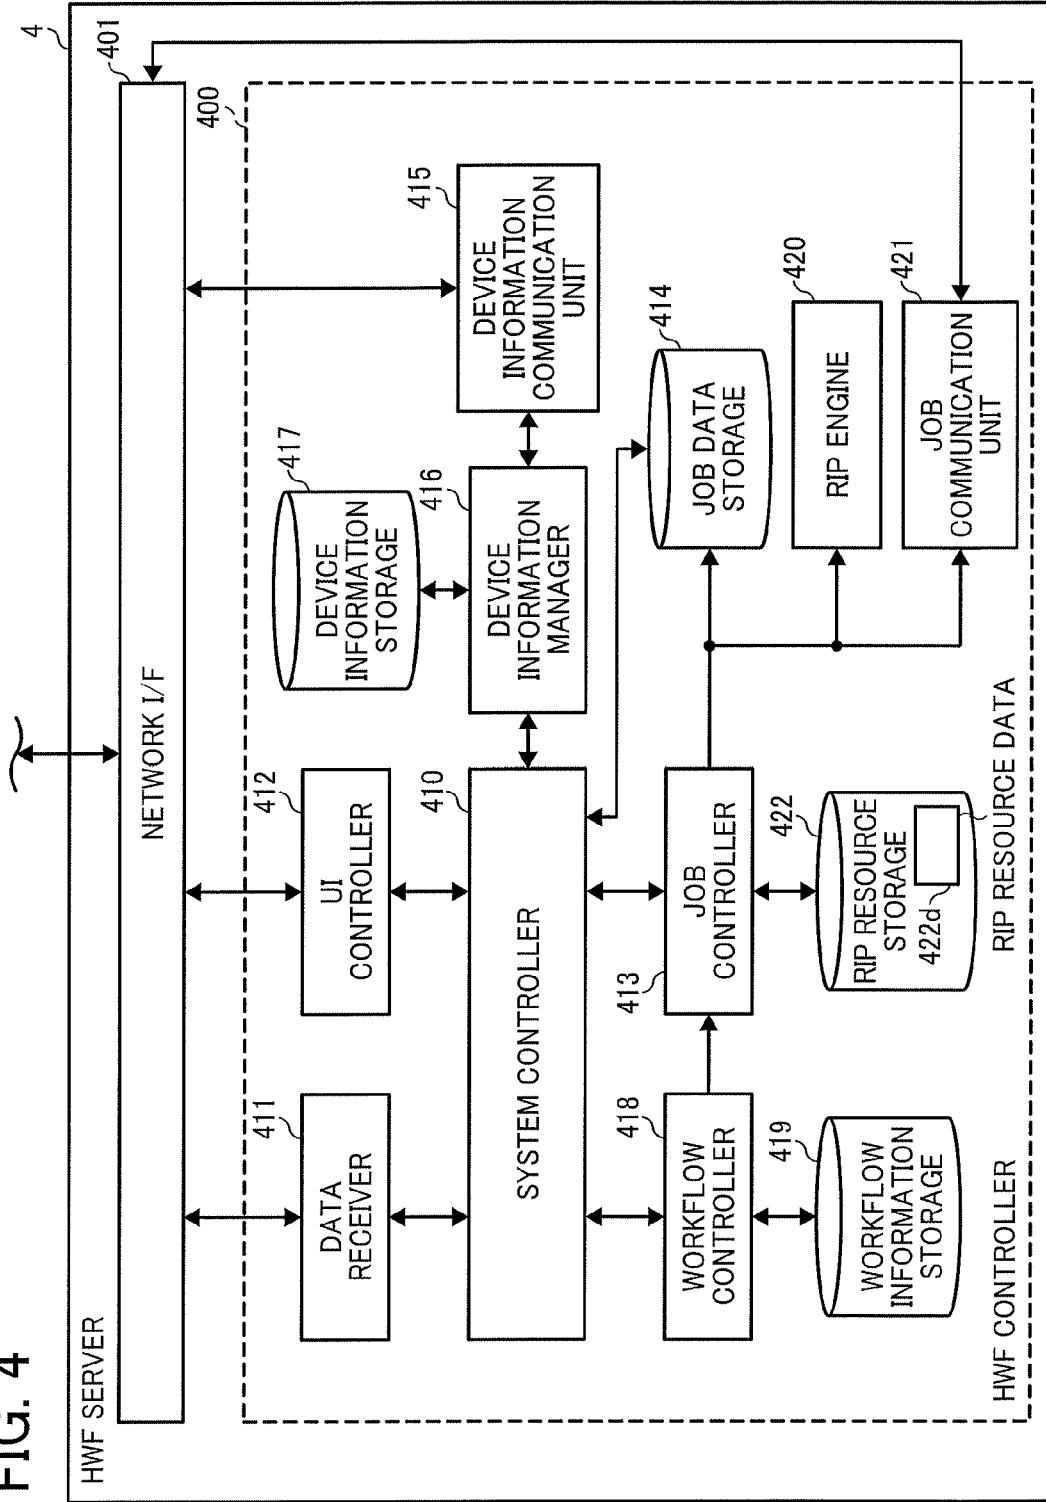 FIG. 4
HWF SERVER
4
NETWORK I/F
401
400
411
DATA
RECEIVER
412
UI
CONTROLLER
417
DEVICE
INFORMATION
STORAGE
415
DEVICE
INFORMATION
COMMUNICATION
UNIT
410
SYSTEM CONTROLLER
416
DEVICE
INFORMATION
MANAGER
414
JOB DATA
STORAGE
418
WORKFLOW
CONTROLLER
413
JOB
CONTROLLER
420
RIP ENGINE
419
WORKFLOW
INFORMATION
STORAGE
422
RIP RESOURCE
STORAGE
422d
421
JOB
COMMUNICATION
UNIT
HWF CONTROLLER
RIP RESOURCE DATA